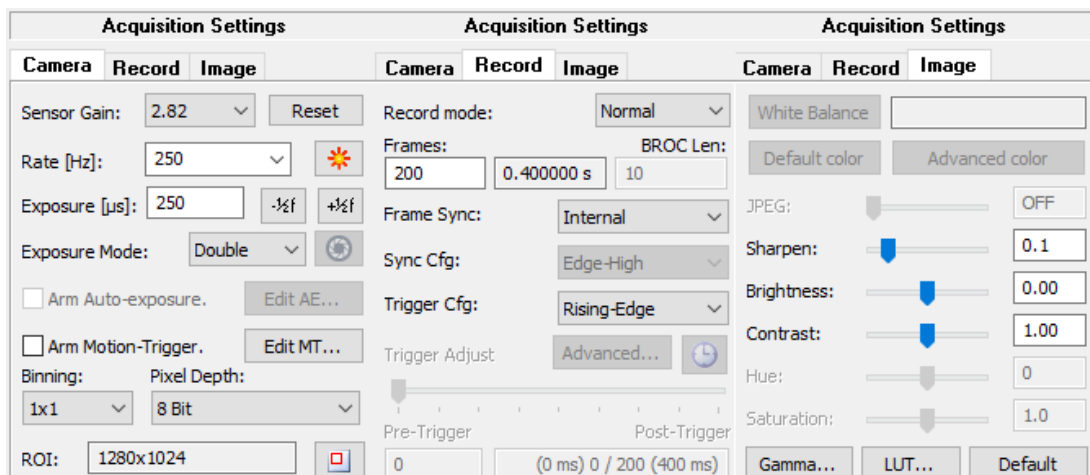 Acquisition Settings
Camera Record Image
Sensor Gain: 2.82 Reset
Rate [Hz]: 250
Exposure [µs]: 250 -½f +½f
Exposure Mode: Double
Arm Auto-exposure. Edit AE...
Arm Motion-Trigger. Edit MT...
Binning: Pixel Depth:
1x1 8 Bit
ROI: 1280x1024
Acquisition Settings
Camera Record Image
Record mode: Normal
Frames: BROC Len:
200 0.400000 s 10
Frame Sync: Internal
Sync Cfg: Edge-High
Trigger Cfg: Rising-Edge
Trigger Adjust Advanced...
Pre-Trigger Post-Trigger
0 (0 ms) 0 / 200 (400 ms)
Acquisition Settings
Camera Record Image
White Balance
Default color Advanced color
JPEG: OFF
Sharpen: 0.1
Brightness: 0.00
Contrast: 1.00
Hue: 0
Saturation: 1.0
Gamma... LUT... Default